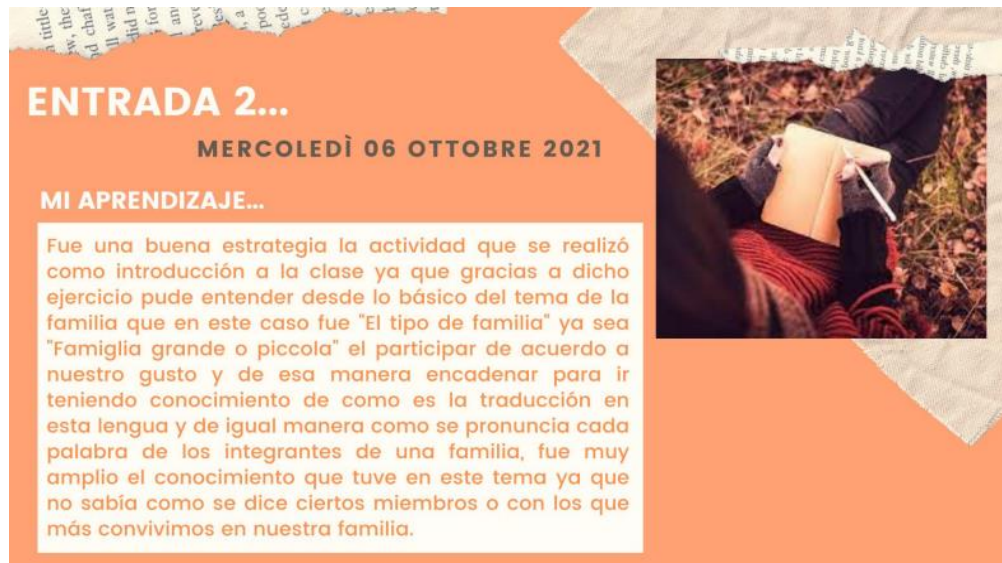 ENTRADA 2...
MERCOLEDÌ 06 OTTOBRE 2021
MI APRENDIZAJE...
Fue una buena estrategia la actividad que se realizó
como introducción a la clase ya que gracias a dicho
ejercicio pude entender desde lo básico del tema de la
familia que en este caso fue "El tipo de familia" ya sea
"Famiglia grande o piccola" el participar de acuerdo a
nuestro gusto y de esa manera encadenar para ir
teniendo conocimiento de como es la traducción en
esta lengua y de igual manera como se pronuncia cada
palabra de los integrantes de una familia, fue muy
amplio el conocimiento que tuve en este tema ya que
no sabía como se dice ciertos miembros o con los que
más convivimos en nuestra familia.